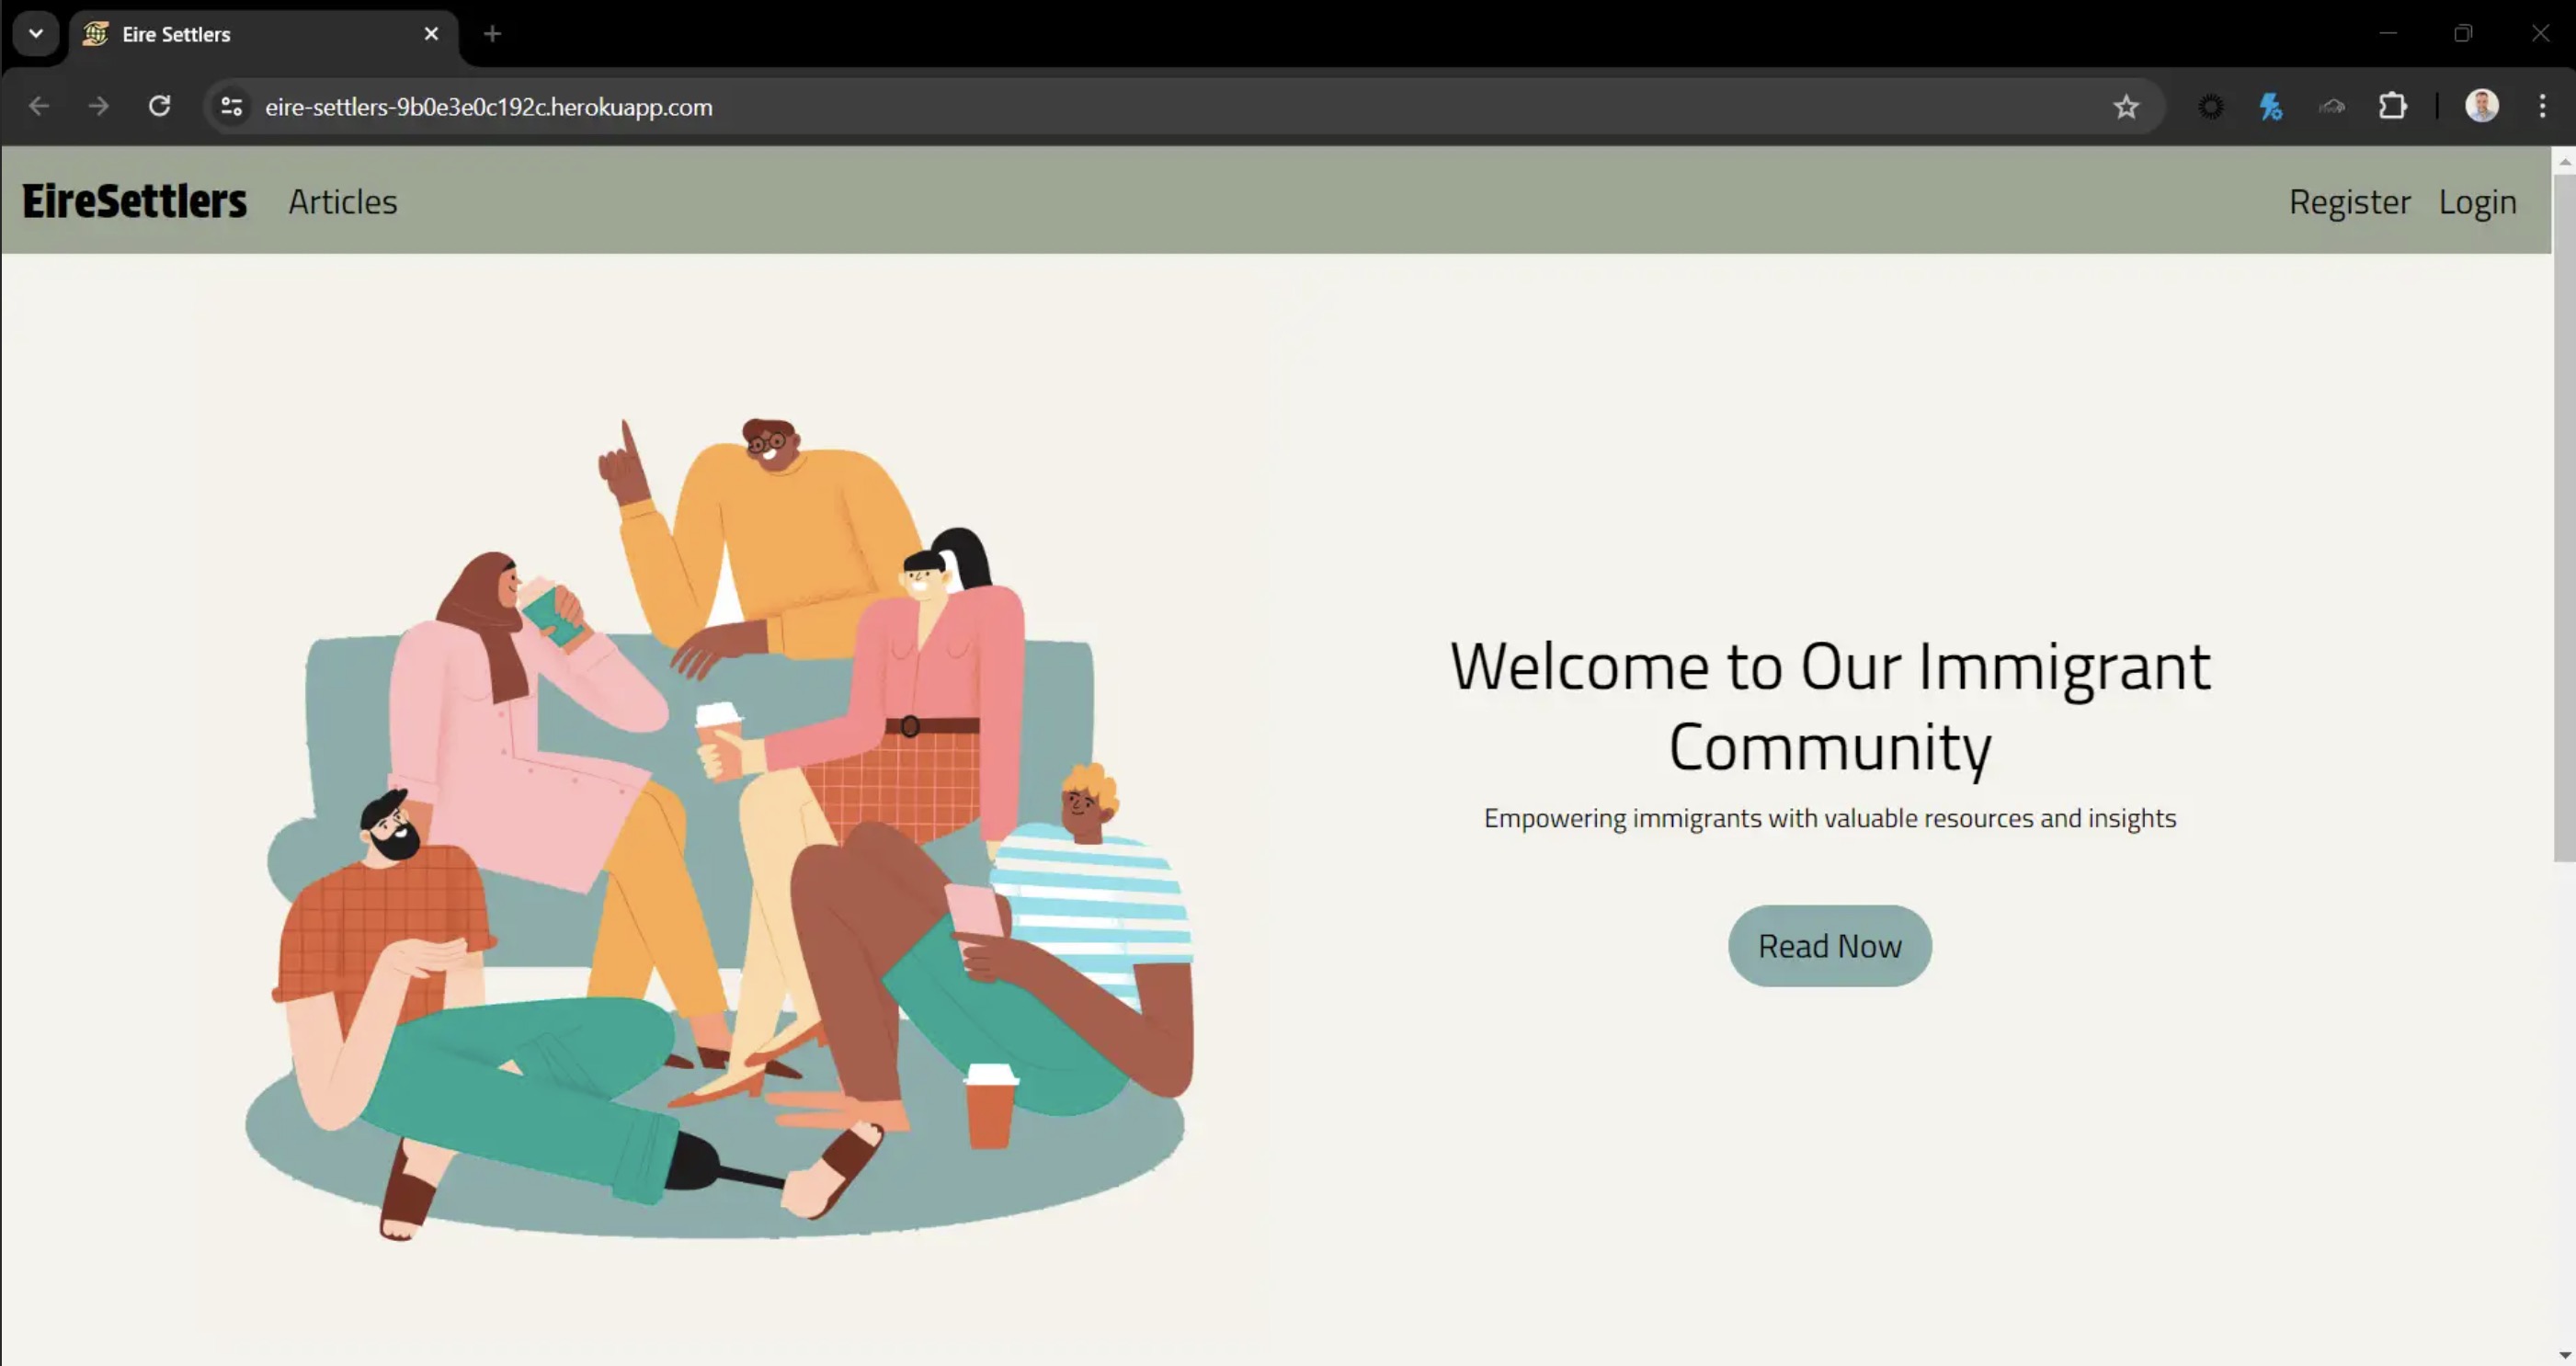 Eire Settlers
eire-settlers-9b0e3e0c192c.herokuapp.com
EireSettlers Articles Register Login
Welcome to Our Immigrant
Community
Empowering immigrants with valuable resources and insights
Read Now